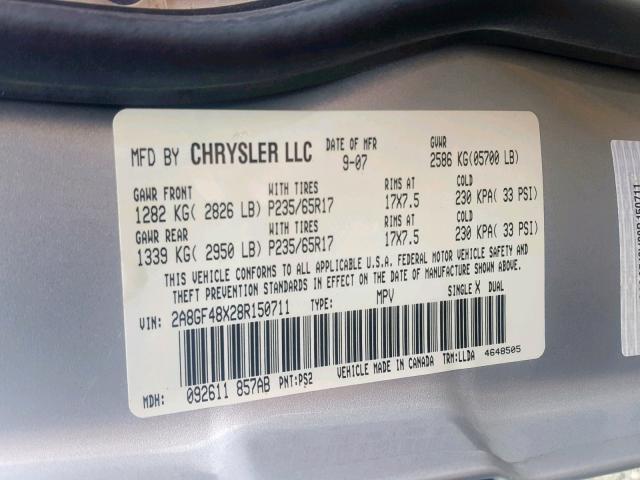 MFD BY CHRYSLER LLC DATE OF MFR 9-07 GVWR 2586 KG(05700 LB)
GAWR FRONT WITH TIRES RIMS AT COLD
1282 KG( 2826 LB) P235/65R17 17X7.5 230 KPA( 33 PSI)
GAWR REAR WITH TIRES RIMS AT COLD
1339 KG( 2950 LB) P235/65R17 17X7.5 230 KPA( 33 PSI)
THIS VEHICLE CONFORMS TO ALL APPLICABLE U.S.A. FEDERAL MOTOR VEHICLE SAFETY AND
THEFT PREVENTION STANDARDS IN EFFECT ON THE DATE OF MANUFACTURE SHOWN ABOVE.
VIN: 2A8GF48X28R150711 TYPE: MPV SINGLE X DUAL
MDH: 092611 857AB PNT:PS2 VEHICLE MADE IN CANADA TRM:LLDA 4648505